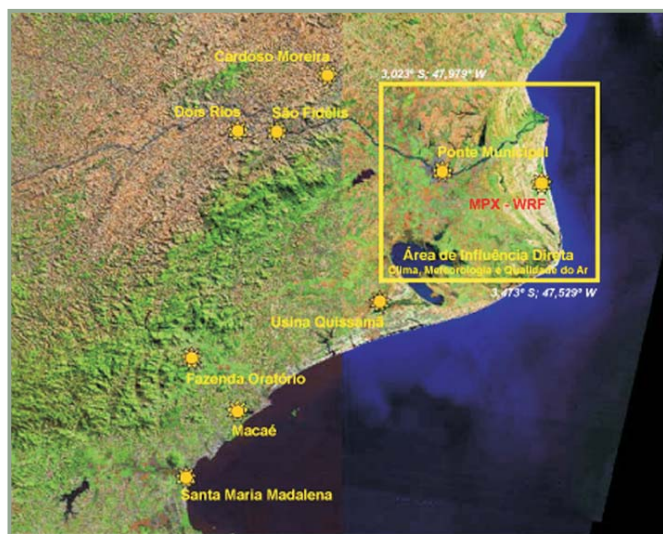 Cardoso Moreira
3,023° S; 47,979° W
Dois Rios
São Fidélis
Ponte Municipal
MPX - WRF
Área de Influência Direta
Clima, Meteorologia e Qualidade do Ar
3,473° S; 47,529° W
Usina Quissamã
Fazenda Oratório
Macaé
Santa Maria Madalena